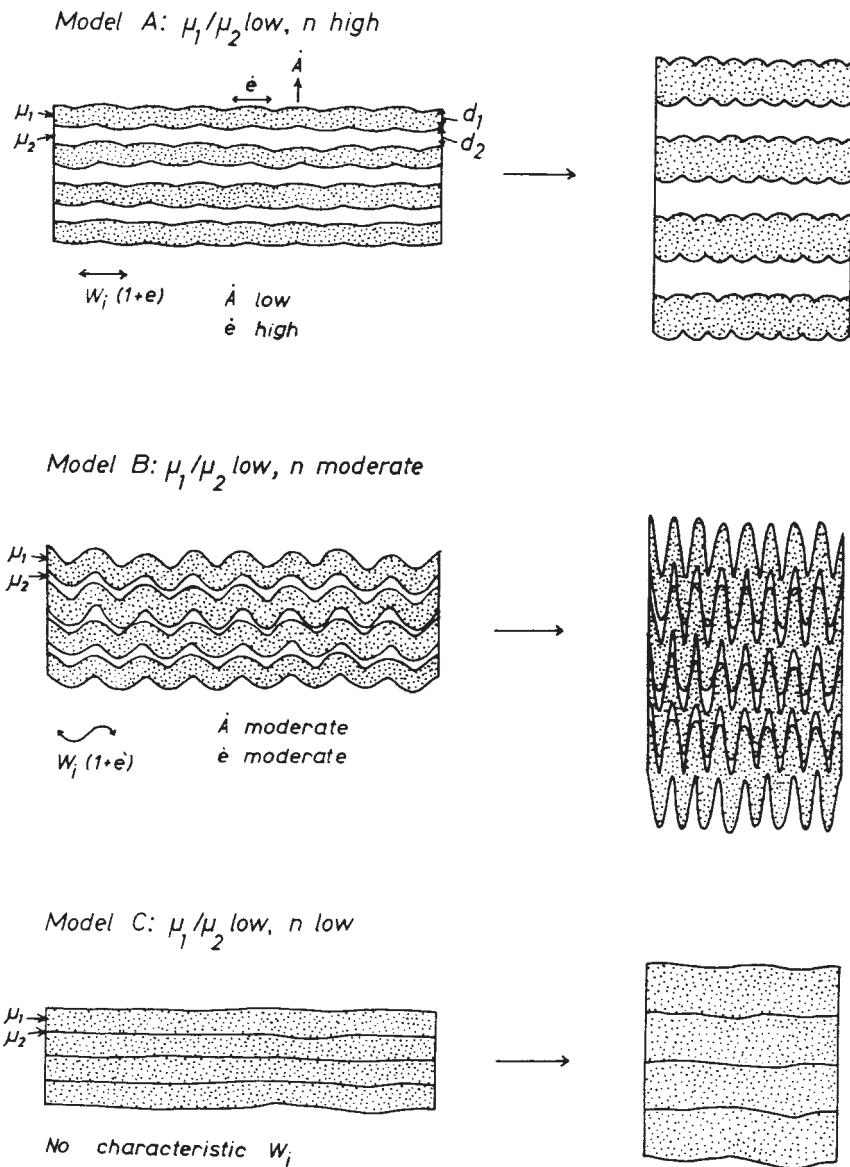 Model A: μ₁/μ₂ low, n high
ė
Ȧ
μ₁
μ₂
d₁
d₂
Wᵢ (1+e)
Ȧ low
ė high
Model B: μ₁/μ₂ low, n moderate
μ₁
μ₂
Wᵢ (1+ė)
Ȧ moderate
ė moderate
Model C: μ₁/μ₂ low, n low
μ₁
μ₂
No characteristic Wᵢ